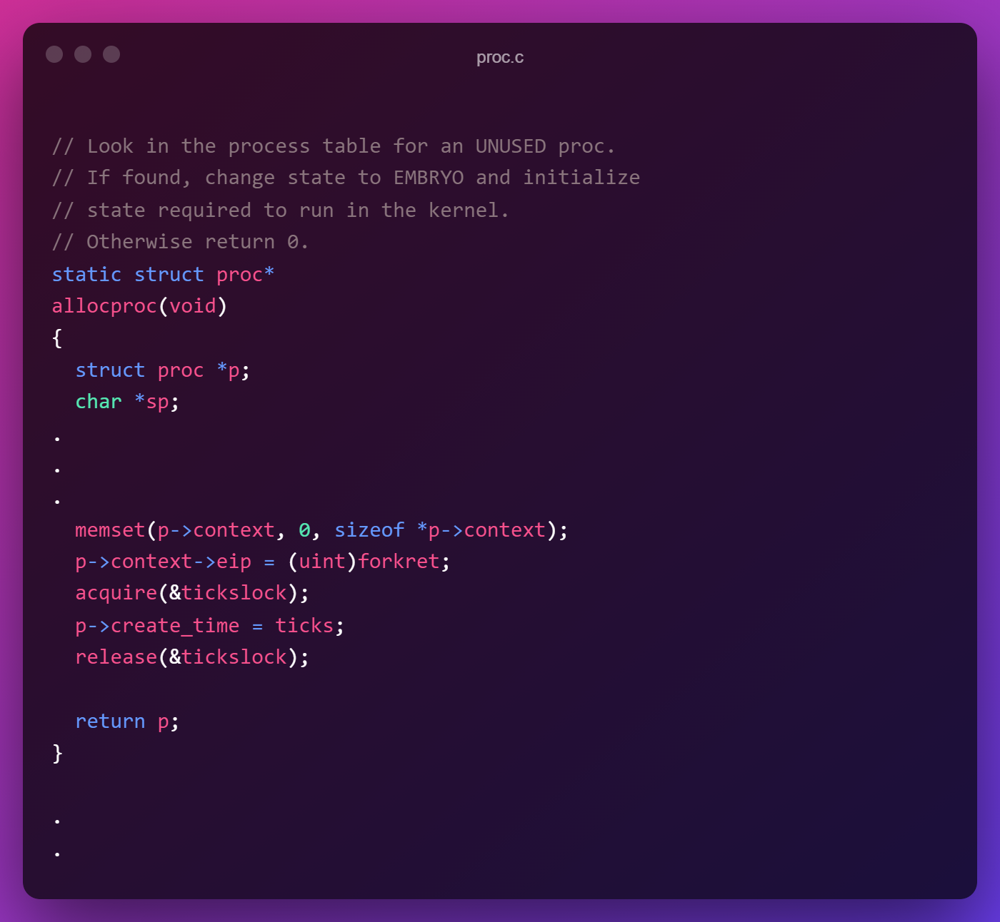 proc.c
// Look in the process table for an UNUSED proc.
// If found, change state to EMBRYO and initialize
// state required to run in the kernel.
// Otherwise return 0.
static struct proc*
allocproc(void)
{
  struct proc *p;
  char *sp;
.
.
.
  memset(p->context, 0, sizeof *p->context);
  p->context->eip = (uint)forkret;
  acquire(&tickslock);
  p->create_time = ticks;
  release(&tickslock);
  return p;
}
.
.